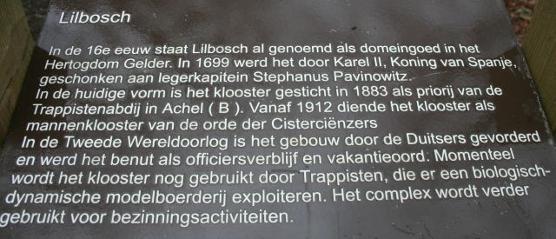 Lilbosch
In de 16e eeuw staat Lilbosch al genoemd als domeingoed in het
Hertogdom Gelder. In 1699 werd het door Karel II, Koning van Spanje,
geschonken aan legerkapitein Stephanus Pavinowitz.
In de huidige vorm is het klooster gesticht in 1883 als priorij van de
Trappistenabdij in Achel ( B ). Vanaf 1912 diende het klooster als
mannenklooster van de orde der Cisterciënzers
In de Tweede Wereldoorlog is het gebouw door de Duitsers gevorderd
en werd het benut als officiersverblijf en vakantieoord. Momenteel
wordt het klooster nog gebruikt door Trappisten, die er een biologisch-
dynamische modelboerderij exploiteren. Het complex wordt verder
gebruikt voor bezinningsactiviteiten.